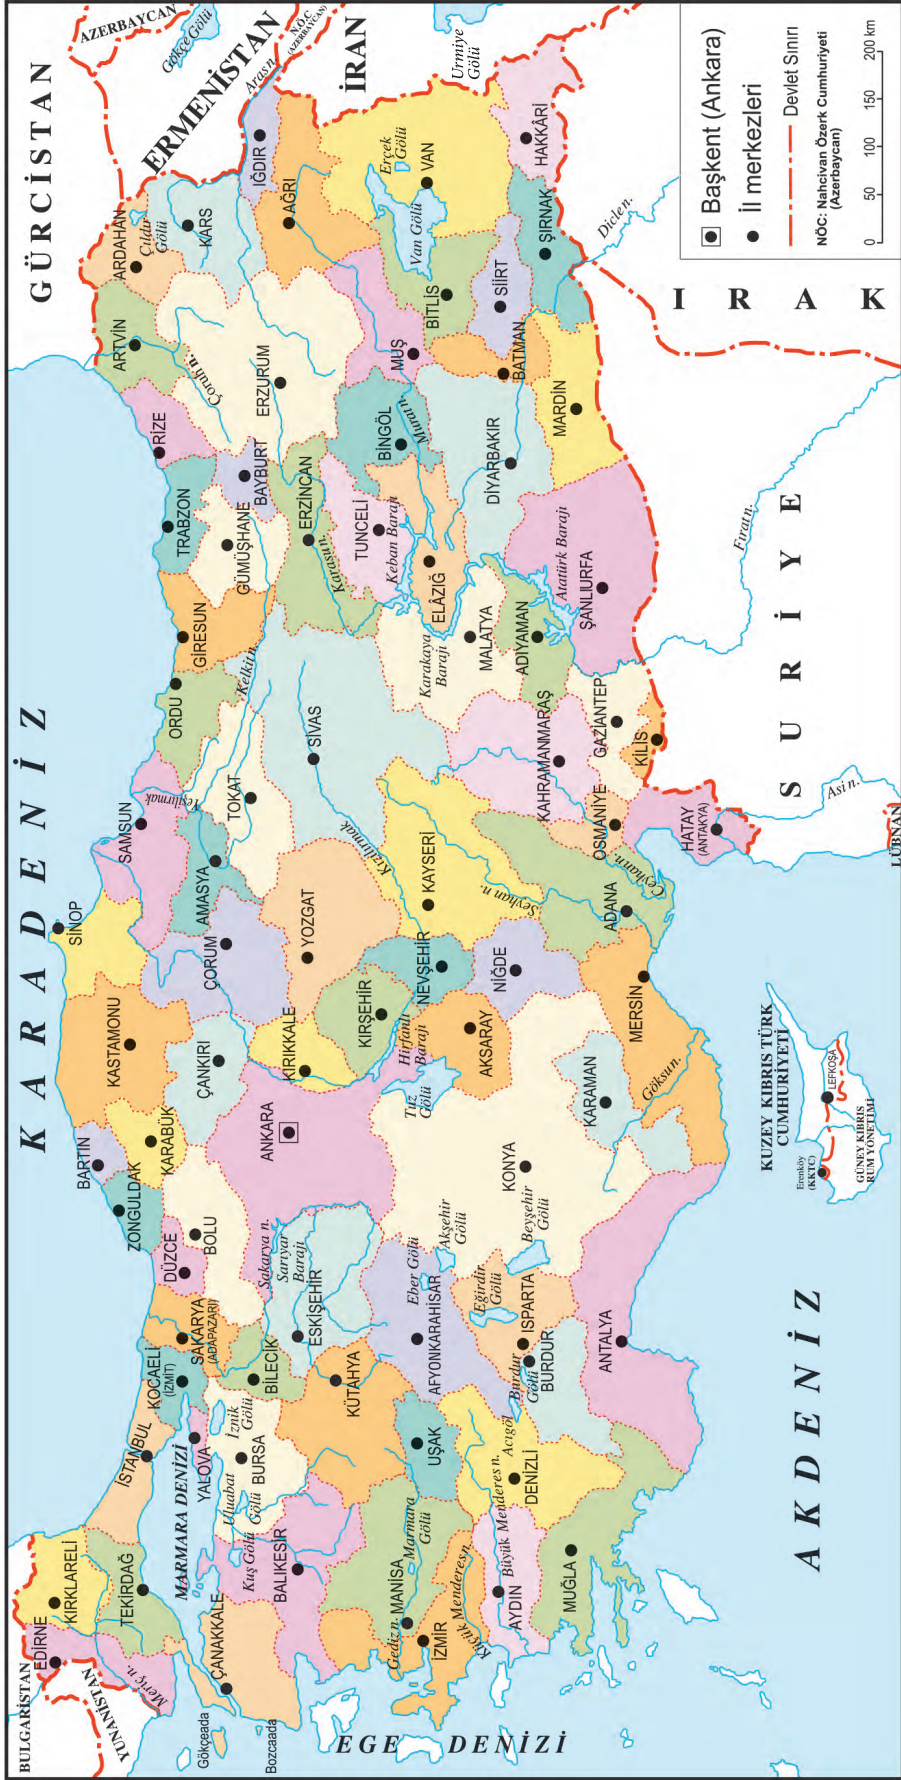 BULGARİSTAN
YUNANİSTAN
K A R A D E N İ Z
GÜRCİSTAN
AZERBAYCAN
Gökçe Gölü
ERMENİSTAN
N.Ö.C
(AZERBAYCAN)
Aras n.
İRAN
Urmiye
Gölü
EDİRNE
Meriç n.
KIRKLARELİ
TEKİRDAĞ
İSTANBUL
MARMARA DENİZİ
KOCAELİ
(İZMİT)
YALOVA
SAKARYA
(ADAPAZARI)
DÜZCE
ZONGULDAK
BARTIN
KARABÜK
BOLU
KASTAMONU
SİNOP
ÇANKIRI
ÇORUM
SAMSUN
AMASYA
Yeşilırmak
TOKAT
ORDU
Kelkit n.
GİRESUN
TRABZON
GÜMÜŞHANE
BAYBURT
RİZE
ARTVİN
Çoruh n.
ARDAHAN
Çıldır
Gölü
KARS
IĞDIR
AĞRI
ERZURUM
ERZİNCAN
Karasu n.
TUNCELİ
Keban Barajı
BİNGÖL
Murat n.
MUŞ
BİTLİS
Van Gölü
Erçek
Gölü
VAN
HAKKÂRİ
ŞIRNAK
SİİRT
BATMAN
MARDİN
DİYARBAKIR
ELÂZIĞ
MALATYA
Karakaya
Barajı
ADIYAMAN
Atatürk Barajı
ŞANLIURFA
GAZİANTEP
KİLİS
KAHRAMANMARAŞ
OSMANİYE
HATAY
(ANTAKYA)
Ceyhan n.
ADANA
Seyhan n.
KAYSERİ
SİVAS
Kızılırmak
YOZGAT
KIRŞEHİR
NEVŞEHİR
NİĞDE
AKSARAY
KIRIKKALE
Hirfanlı
Barajı
Tuz
Gölü
ANKARA
KONYA
KARAMAN
MERSİN
Göksu n.
ANTALYA
Beyşehir
Gölü
Akşehir
Gölü
Eber Gölü
Eğirdir
Gölü
ISPARTA
BURDUR
Burdur
Gölü
AFYONKARAHİSAR
ESKİŞEHİR
Sarıyar
Barajı
Sakarya n.
BİLECİK
KÜTAHYA
UŞAK
DENİZLİ
Acıgöl
Büyük Menderes n.
BURSA
İznik
Gölü
Uluabat
Gölü
Kuş Gölü
BALIKESİR
ÇANAKKALE
Gökçeada
Bozcaada
MANİSA
Marmara
Gölü
Gediz n.
İZMİR
Küçük Menderes n.
AYDIN
MUĞLA
EGE DENİZİ
A K D E N İ Z
KUZEY KIBRIS TÜRK
CUMHURİYETİ
LEFKOŞA
Erenköy
(KKTC)
GÜNEY KIBRIS
RUM YÖNETİMİ
LÜBNAN
Asi n.
S U R İ Y E
Fırat n.
I R A K
Dicle n.
Başkent (Ankara)
İl merkezleri
Devlet Sınırı
NÖC: Nahcivan Özerk Cumhuriyeti
(Azerbaycan)
0 50 100 150 200 km